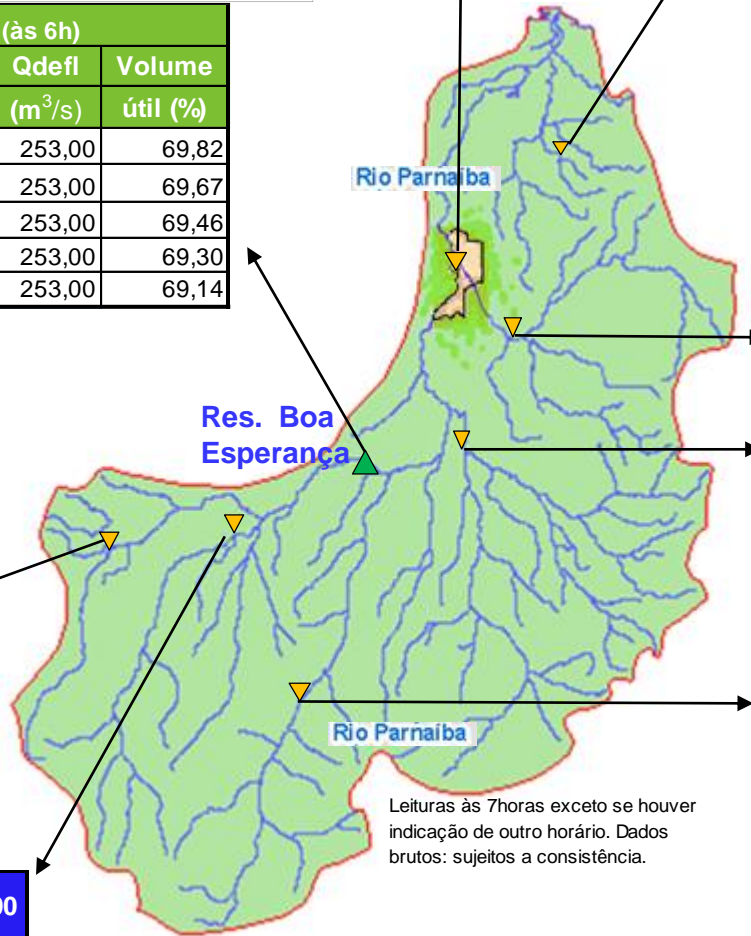 (às 6h)
Qdefl Volume
(m³/s) útil (%)
253,00 69,82
253,00 69,67
253,00 69,46
253,00 69,30
253,00 69,14
Rio Parnaiba
Res. Boa
Esperança
Rio Parnaiba
Leituras às 7horas exceto se houver
indicação de outro horário. Dados
brutos: sujeitos a consistência.